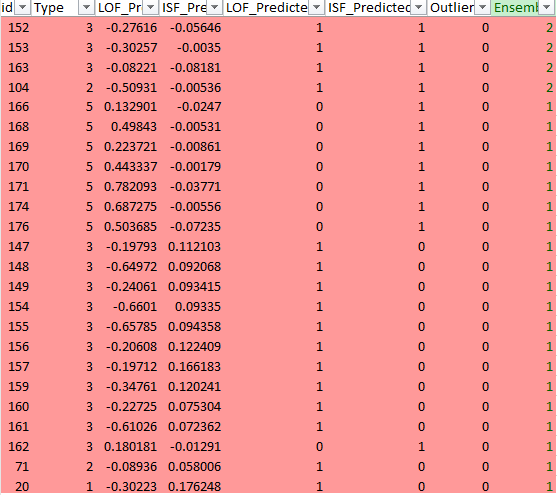 id Type LOF_Pr ISF_Pre LOF_Predicte ISF_Predicted Outlier Ensemb
152 3 -0.27616 -0.05646 1 1 0 2
153 3 -0.30257 -0.0035 1 1 0 2
163 3 -0.08221 -0.08181 1 1 0 2
104 2 -0.50931 -0.00536 1 1 0 2
166 5 0.132901 -0.0247 0 1 0 1
168 5 0.49843 -0.00531 0 1 0 1
169 5 0.223721 -0.00861 0 1 0 1
170 5 0.443337 -0.00179 0 1 0 1
171 5 0.782093 -0.03771 0 1 0 1
174 5 0.687275 -0.00556 0 1 0 1
176 5 0.503685 -0.07235 0 1 0 1
147 3 -0.19793 0.112103 1 0 0 1
148 3 -0.64972 0.092068 1 0 0 1
149 3 -0.24061 0.093415 1 0 0 1
154 3 -0.6601 0.09335 1 0 0 1
155 3 -0.65785 0.094358 1 0 0 1
156 3 -0.20608 0.122409 1 0 0 1
157 3 -0.19712 0.166183 1 0 0 1
159 3 -0.34761 0.120241 1 0 0 1
160 3 -0.22725 0.075304 1 0 0 1
161 3 -0.61026 0.072362 1 0 0 1
162 3 0.180181 -0.01291 0 1 0 1
71 2 -0.08936 0.058006 1 0 0 1
20 1 -0.30223 0.176248 1 0 0 1